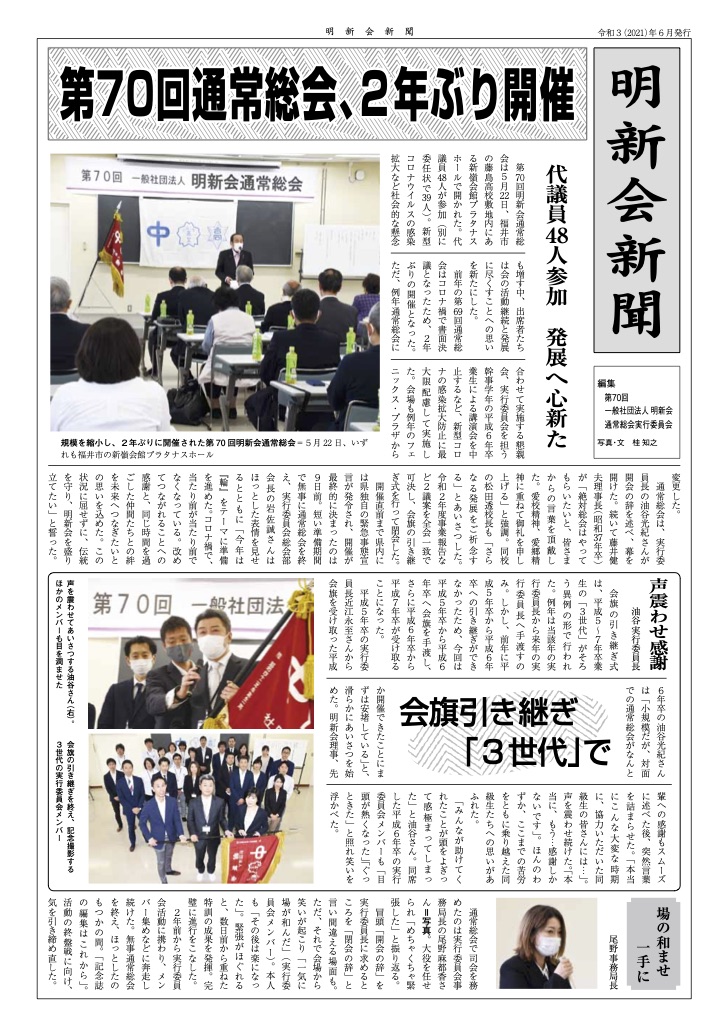 明新会新聞
令和3(2021)年6月発行
第70回通常総会、2年ぶり開催
明新会新聞
編集
第70回
一般社団法人 明新会
通常総会実行委員会
写真・文 桂 知之
代議員48人参加 発展へ心新た
第70回 一般社団法人 明新会通常総会
規模を縮小し、2年ぶりに開催された第70回明新会通常総会=5月22日、いず
れも福井市の新嶺会館プラタナスホール
第70回明新会通常総
会は5月22日、福井市
の藤島高校敷地内にあ
る新嶺会館プラタナス
ホールで開かれた。代
議員48人が参加(別に
委任状で39人)。新型
コロナウイルスの感染
拡大など社会的な懸念
も増す中、出席者たち
は会の活動継続と発展
に尽くすことへの思い
を新たにした。
前年の第69回通常総
会はコロナ禍で書面決
議となったため、2年
ぶりの開催となった。
ただ、例年通常総会に
合わせて実施する懇親
会、実行委員会を担う
幹事学年の平成6年卒
業生による講演会を中
止するなど、新型コロ
ナの感染拡大防止に最
大限配慮して実施し
た。会場も例年のフェ
ニックス・プラザから
変更した。
通常総会は、実行委
員長の油谷光紀さんが
開会の辞を述べ、幕を
開けた。続いて藤井健
夫理事長(昭和37年卒)
が「絶対総会はやって
もらいたいと、皆さま
からの言葉を頂戴し
た。愛校精神、愛郷精
神に重ねて御礼を申し
上げる」と強調。同校
の松田透校長も「さら
なる発展をご祈念す
る」とあいさつした。
令和2年度事業報告な
ど2議案を全会一致で
可決し、会旗の引き継
ぎ式を行って閉会した。
開催直前まで県内に
は県独自の緊急事態宣
言が発令され、開催が
最終的に決まったのは
9日前。短い準備期間
で無事に通常総会を終
え、実行委員会総会部
会長の岩佐誠さんは
ほっとした表情を見せ
るとともに「今年は
『輪』をテーマに準備
を進めた。コロナ禍で、
当たり前が当たり前で
なくなっている。改め
てつながれることへの
感謝と、同じ時間を過
ごした仲間たちとの絆
を未来へつなぎたいと
の思いを込めた。この
状況に屈せずに、伝統
を守り、明新会を盛り
立てたい」と誓った。
声震わせ感謝
油谷実行委員長
会旗引き継ぎ
「3世代」で
会旗の引き継ぎ式
は、平成5~7年卒業
生の「3世代」がそろ
う異例の形で行われ
た。例年は当該年の実
行委員長から来年の実
行委員長へ手渡すの
み。しかし、前年に平
成5年卒から平成6年
卒への引き継ぎができ
なかったため、今回は
平成5年卒から平成6
年卒へ会旗を手渡し、
さらに平成6年卒から
平成7年卒が受け取る
ことになった。
平成5年卒の実行委
員長近江永至さんから
会旗を受け取った平成
6年卒の油谷光紀さん
は「小規模だが、対面
での通常総会がなんと
か開催できたことにま
ずは安堵している」と、
滑らかにあいさつを始
めた。明新会理事、先
輩への感謝もスムーズ
に述べた後、突然言葉
を詰まらせた。「本当
にこんな大変な時期
に、協力いただいた同
級生の皆さんには…」。
声を震わせ続けた。「本
当に、もう…感謝しか
ないです」。ほんのわ
ずか、ここまでの苦労
をともに乗り越えた同
級生たちへの思いがあ
ふれた。
「みんなが助けてく
れたことが頭をよぎっ
て感極まってしまっ
た」と油谷さん。同席
した平成6年卒の実行
委員会メンバーも「目
頭が熱くなった」「ぐっ
ときた」と照れ笑いを
浮かべた。
第70回 一般社団法
声を震わせてあいさつする油谷さん(右)。
ほかのメンバーも目を潤ませた
会旗の引き継ぎを終え、記念撮影する
3世代の実行委員会メンバー
場の和ませ
一手に
尾野事務局長
通常総会で司会を務
めたのは実行委員会事
務局長の尾野麻都香さ
ん=写真。大役を任せ
られ「めちゃくちゃ緊
張した」と振り返る。
冒頭「開会の辞」を
実行委員長に求めると
ころを「閉会の辞」と
言い間違える場面も。
ただ、それで会場から
笑いが起こり「一気に
場が和んだ」(実行委
員会メンバー)。本人
も「その後は楽になっ
た」。緊張がほぐれる
と、数日前から重ねた
特訓の成果を発揮。完
璧に進行をこなした。
2年前から実行委員
会活動に携わり、メン
バー集めなどに奔走し
続けた。無事通常総会
を終え、ほっとしたの
もつかの間。「記念誌
の編集はこれから」。
活動の終盤戦に向け、
気を引き締め直した。